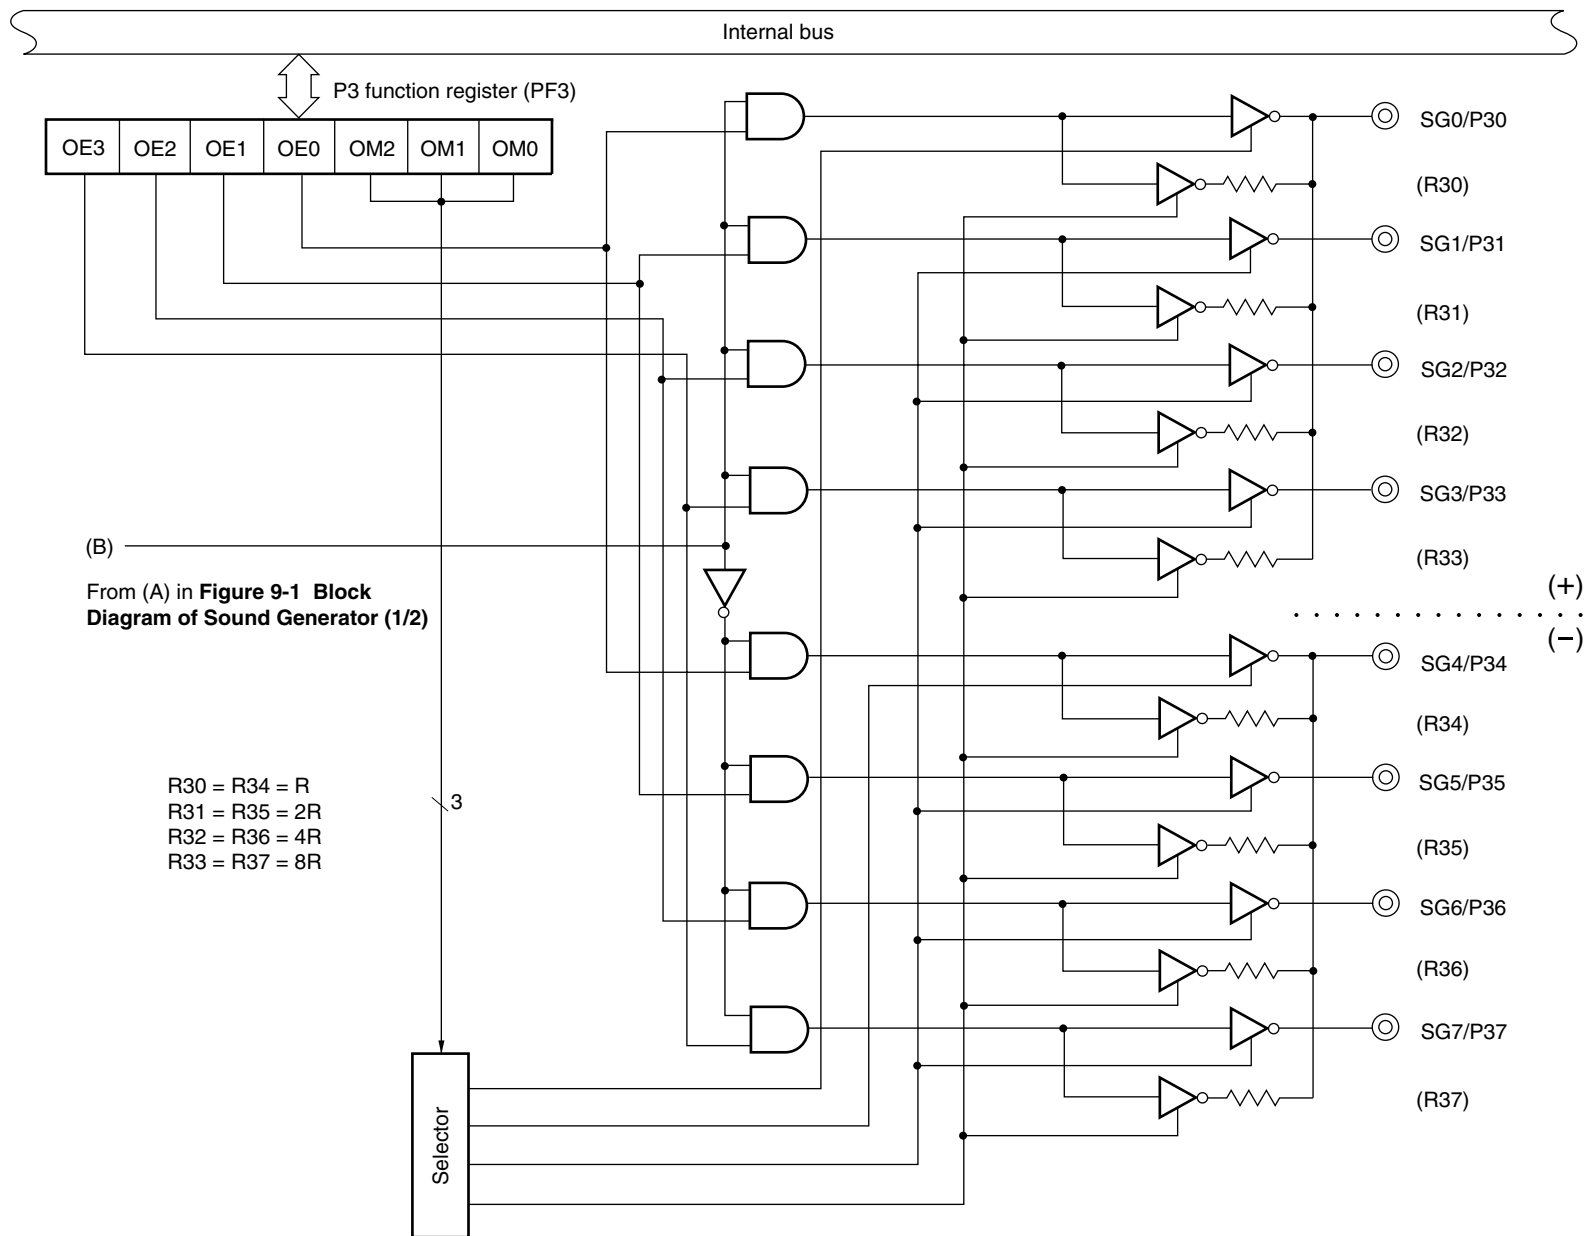 Internal bus
P3 function register (PF3)
OE3 OE2 OE1 OE0 OM2 OM1 OM0
SG0/P30
(R30)
SG1/P31
(R31)
SG2/P32
(R32)
SG3/P33
(B)
(R33)
From (A) in Figure 9-1 Block
Diagram of Sound Generator (1/2)
(+)
(−)
SG4/P34
(R34)
R30 = R34 = R
R31 = R35 = 2R
R32 = R36 = 4R
R33 = R37 = 8R
3
SG5/P35
(R35)
SG6/P36
(R36)
SG7/P37
(R37)
Selector